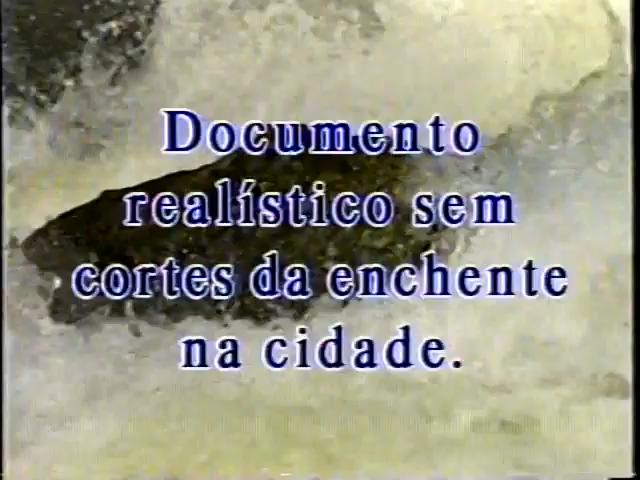 Documento
realístico sem
cortes da enchente
na cidade.